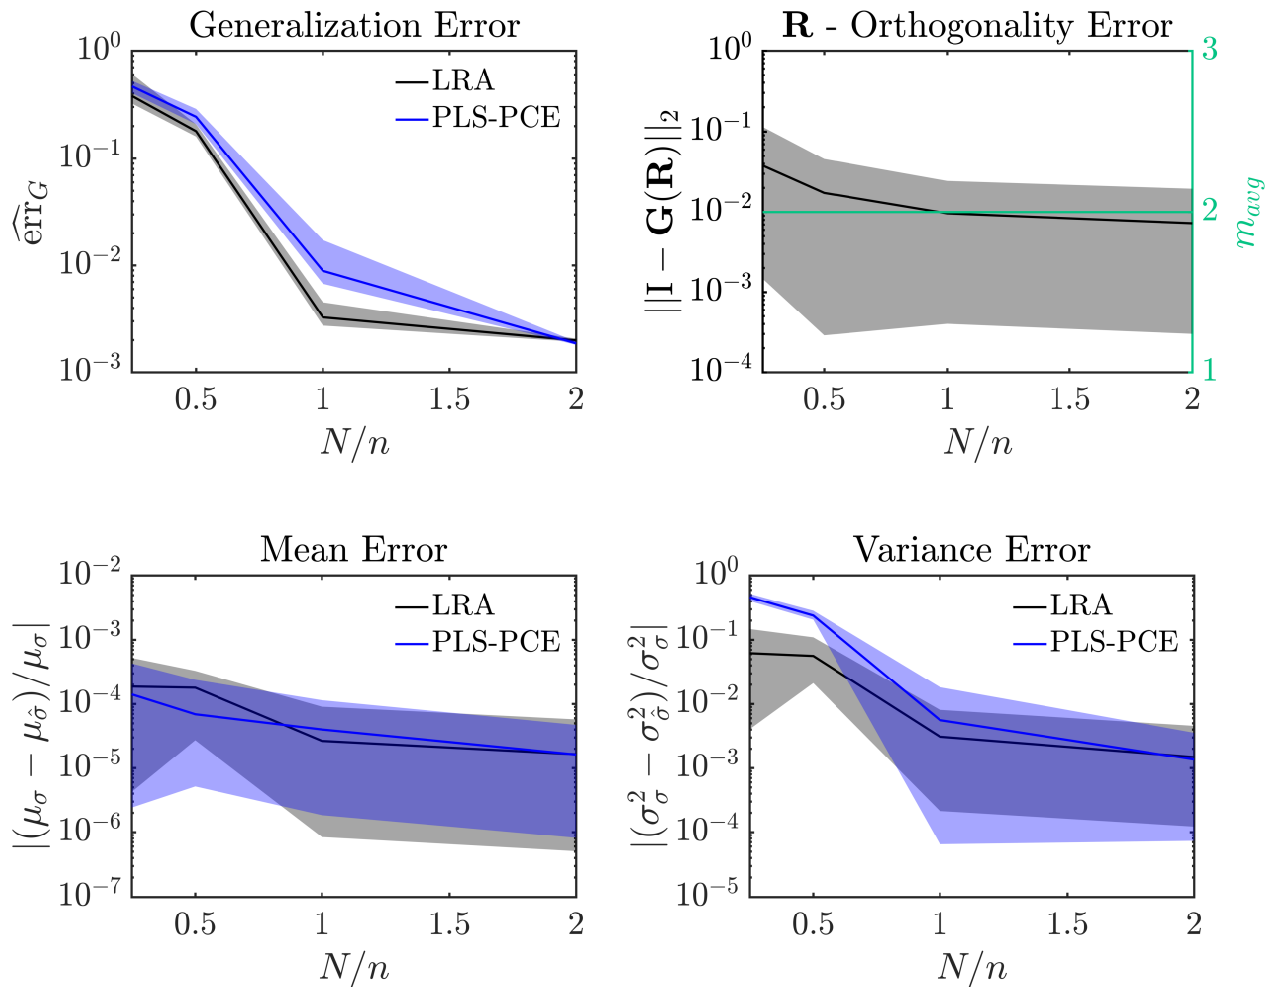 Generalization Error
10^0
10^-1
10^-2
10^-3
LRA
PLS-PCE
\widehat{err}_G
0.5 1 1.5 2
N/n
R - Orthogonality Error
10^0
10^-1
10^-2
10^-3
10^-4
||I − G(R)||_2
3
2
1
m_avg
0.5 1 1.5 2
N/n
Mean Error
10^-2
10^-3
10^-4
10^-5
10^-6
10^-7
LRA
PLS-PCE
|(μ_σ − μ_σ̂)/μ_σ|
0.5 1 1.5 2
N/n
Variance Error
10^0
10^-1
10^-2
10^-3
10^-4
10^-5
LRA
PLS-PCE
|(σ_σ^2 − σ_σ̂^2)/σ_σ^2|
0.5 1 1.5 2
N/n